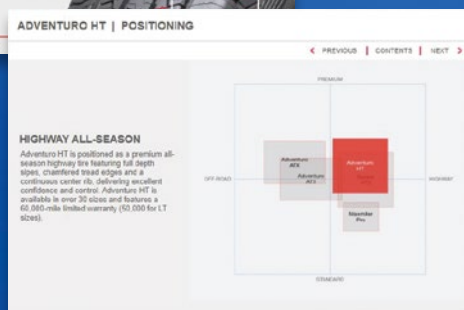 ADVENTURO HT | POSITIONING
PREVIOUS | CONTENTS | NEXT
PREMIUM
HIGHWAY ALL-SEASON
Adventuro HT is positioned as a premium all-
season highway tire featuring full depth
sipes, chamfered tread edges and a
continuous center rib, delivering excellent
confidence and control. Adventuro HT is
available in over 30 sizes and features a
60,000-mile limited warranty (50,000 for LT
sizes).
Adventuro
Adventuro
HT
Adventuro
OFF-ROAD
HIGHWAY
Pro
STANDARD